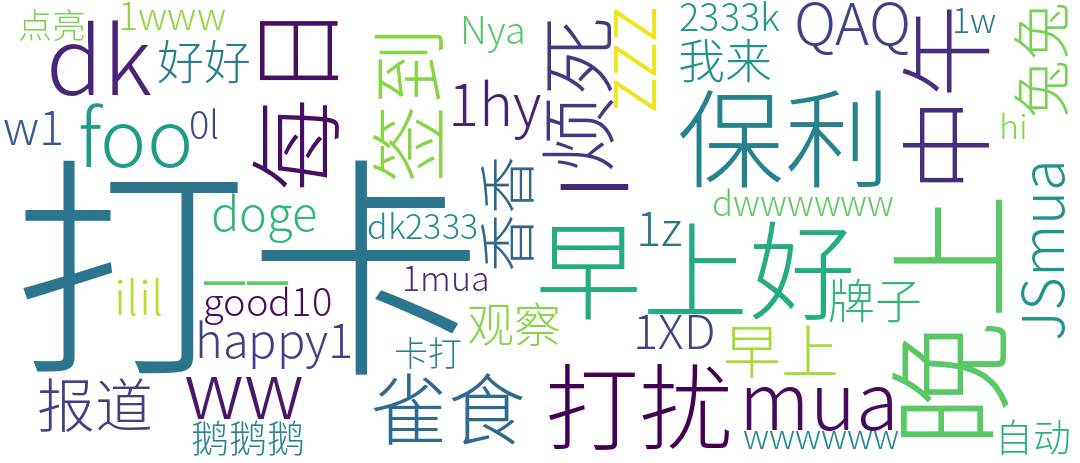 点亮
1www
dk
好好
每日
签到
Nya
1hy
烦死
zzz
2333k
我来
QAQ
1w
中午
兔兔
hi
w1
foo
0l
保利
打卡
doge
dk2333
香香
一
1z
dwwwwww
早上好
晚上
JSmua
1mua
ilil
__
good10
happy1
观察
1XD
牌子
早上
卡打
报道
ww
鹅鹅鹅
雀食
打扰
mua
wwwwww
自动